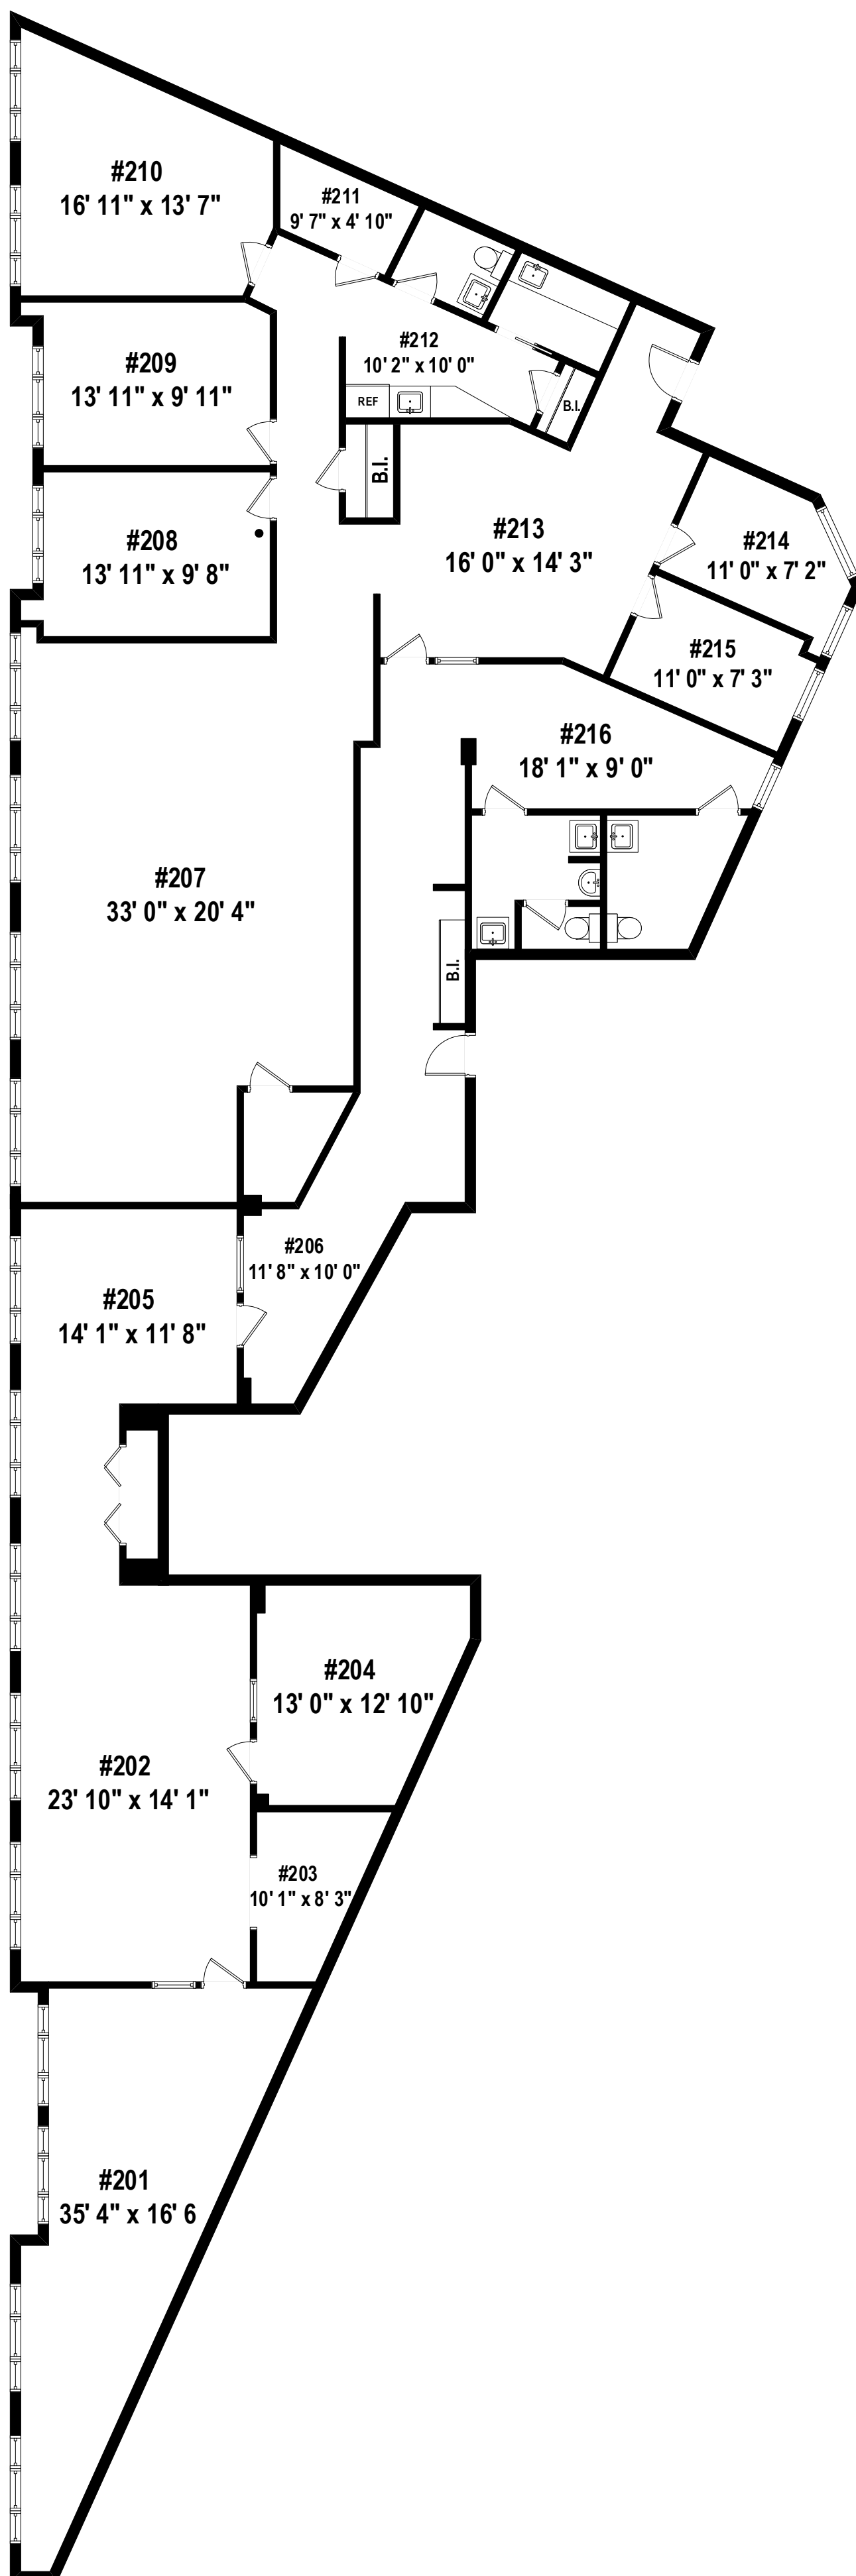 #210
16' 11" x 13' 7"
#211
9' 7" x 4' 10"
#212
10' 2" x 10' 0"
#209
13' 11" x 9' 11"
REF
B.I.
B.I.
#208
13' 11" x 9' 8"
#213
16' 0" x 14' 3"
#214
11' 0" x 7' 2"
#215
11' 0" x 7' 3"
#216
18' 1" x 9' 0"
#207
33' 0" x 20' 4"
B.I.
#206
11' 8" x 10' 0"
#205
14' 1" x 11' 8"
#204
13' 0" x 12' 10"
#202
23' 10" x 14' 1"
#203
10' 1" x 8' 3"
#201
35' 4" x 16' 6